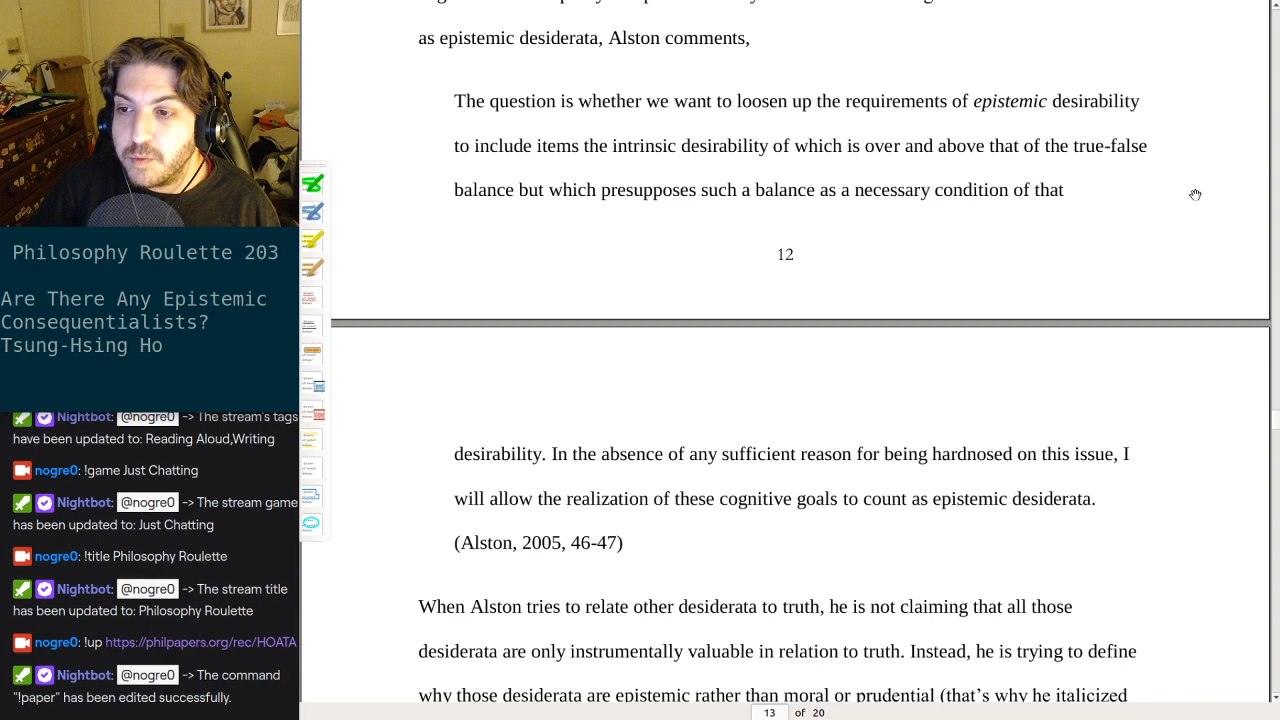 Philosophy Roulette 203
Are There Any Epistemic
Consequentialists?
Tsung-Hsing Ho
Nightbot: @nogre0 -> The stream's tags
have been updated to: Reading Aloud,Writing
nogre0: !game Just Chatting
Nightbot: @nogre0 -> The stream game
has been updated to: Just Chatting
nogre0: !title Philosophy Roulette
Nightbot: @nogre0 -> The stream title
has been updated to: Philosophy Roulette
nogre0: !up https://philpapers.org/rec/HOATA
Nightbot: @nogre0 -> The command
"!paper" has been edited successfully.
as epistemic desiderata, Alston comments,
The question is whether we want to loosen up the requirements of epistemic desirability
to include items the intrinsic desirability of which is over and above that of the true-false
balance but which presupposes such a balance as a necessary condition of that
12
desirability. In the absence of any sufficient reason for being hardnosed on this issue, I
will allow the realization of these cognitive goals to count as epistemic desiderata.
(Alston, 2005, 46-47)
When Alston tries to relate other desiderata to truth, he is not claiming that all those
desiderata are only instrumentally valuable in relation to truth. Instead, he is trying to define
why those desiderata are epistemic rather than moral or prudential (that's why he italicized
13 of 20